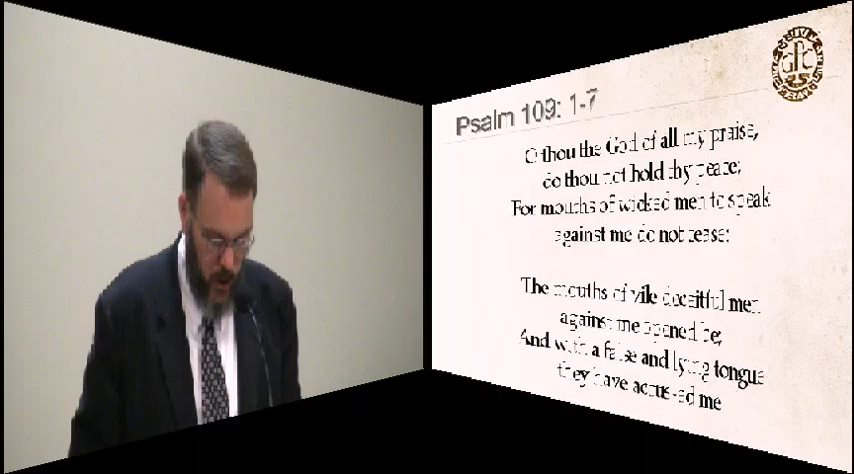 Psalm 109: 1-7
O thou the God of all my praise,
do thou not hold thy peace;
For mouths of wicked men to speak
against me do not cease:
The mouths of vile deceitful men
against me opened be;
And with a false and lying tongue
they have accused me
GPC